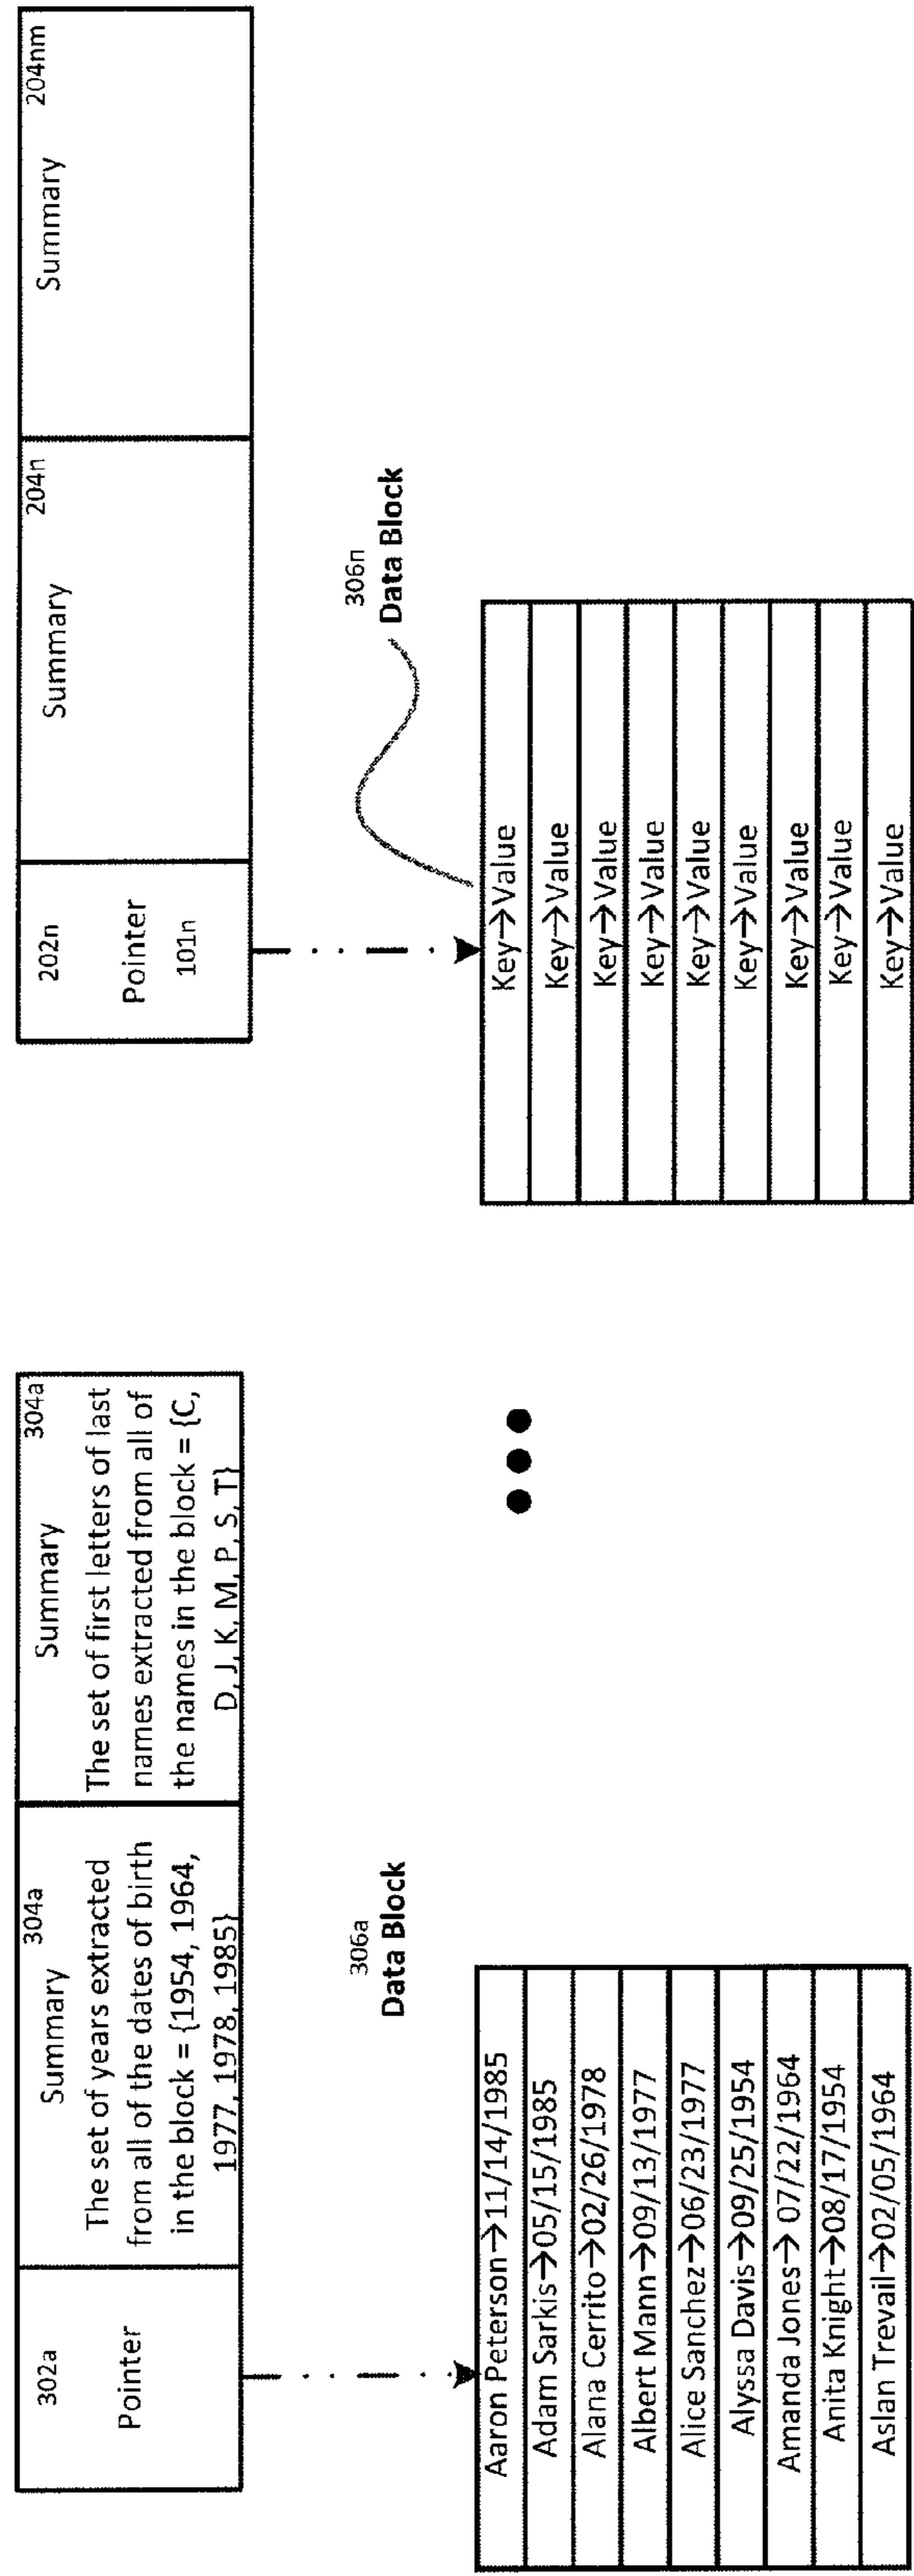 302a
Pointer
304a
Summary
The set of years extracted
from all of the dates of birth
in the block = {1954, 1964,
1977, 1978, 1985}
304a
Summary
The set of first letters of last
names extracted from all of
the names in the block = {C,
D, J, K, M, P, S, T}
306a
Data Block
Aaron Peterson→11/14/1985
Adam Sarkis→05/15/1985
Alana Cerrito→02/26/1978
Albert Mann→09/13/1977
Alice Sanchez→06/23/1977
Alyssa Davis→09/25/1954
Amanda Jones→ 07/22/1964
Anita Knight→08/17/1954
Aslan Trevail→02/05/1964
202n
Pointer
101n
204n
Summary
204nm
Summary
306n
Data Block
Key→Value
Key→Value
Key→Value
Key→Value
Key→Value
Key→Value
Key→Value
Key→Value
Key→Value